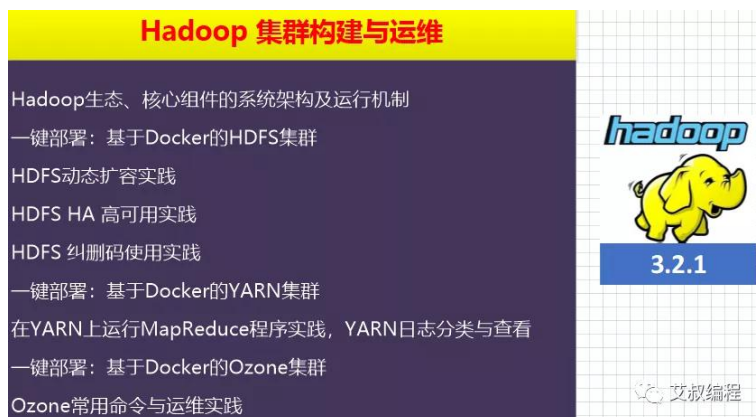 Hadoop 集群构建与运维
Hadoop生态、核心组件的系统架构及运行机制
一键部署：基于Docker的HDFS集群
HDFS动态扩容实践
HDFS HA 高可用实践
HDFS 纠删码使用实践
一键部署：基于Docker的YARN集群
在YARN上运行MapReduce程序实践，YARN日志分类与查看
一键部署：基于Docker的Ozone集群
Ozone常用命令与运维实践
hadoop
3.2.1
艾叔编程